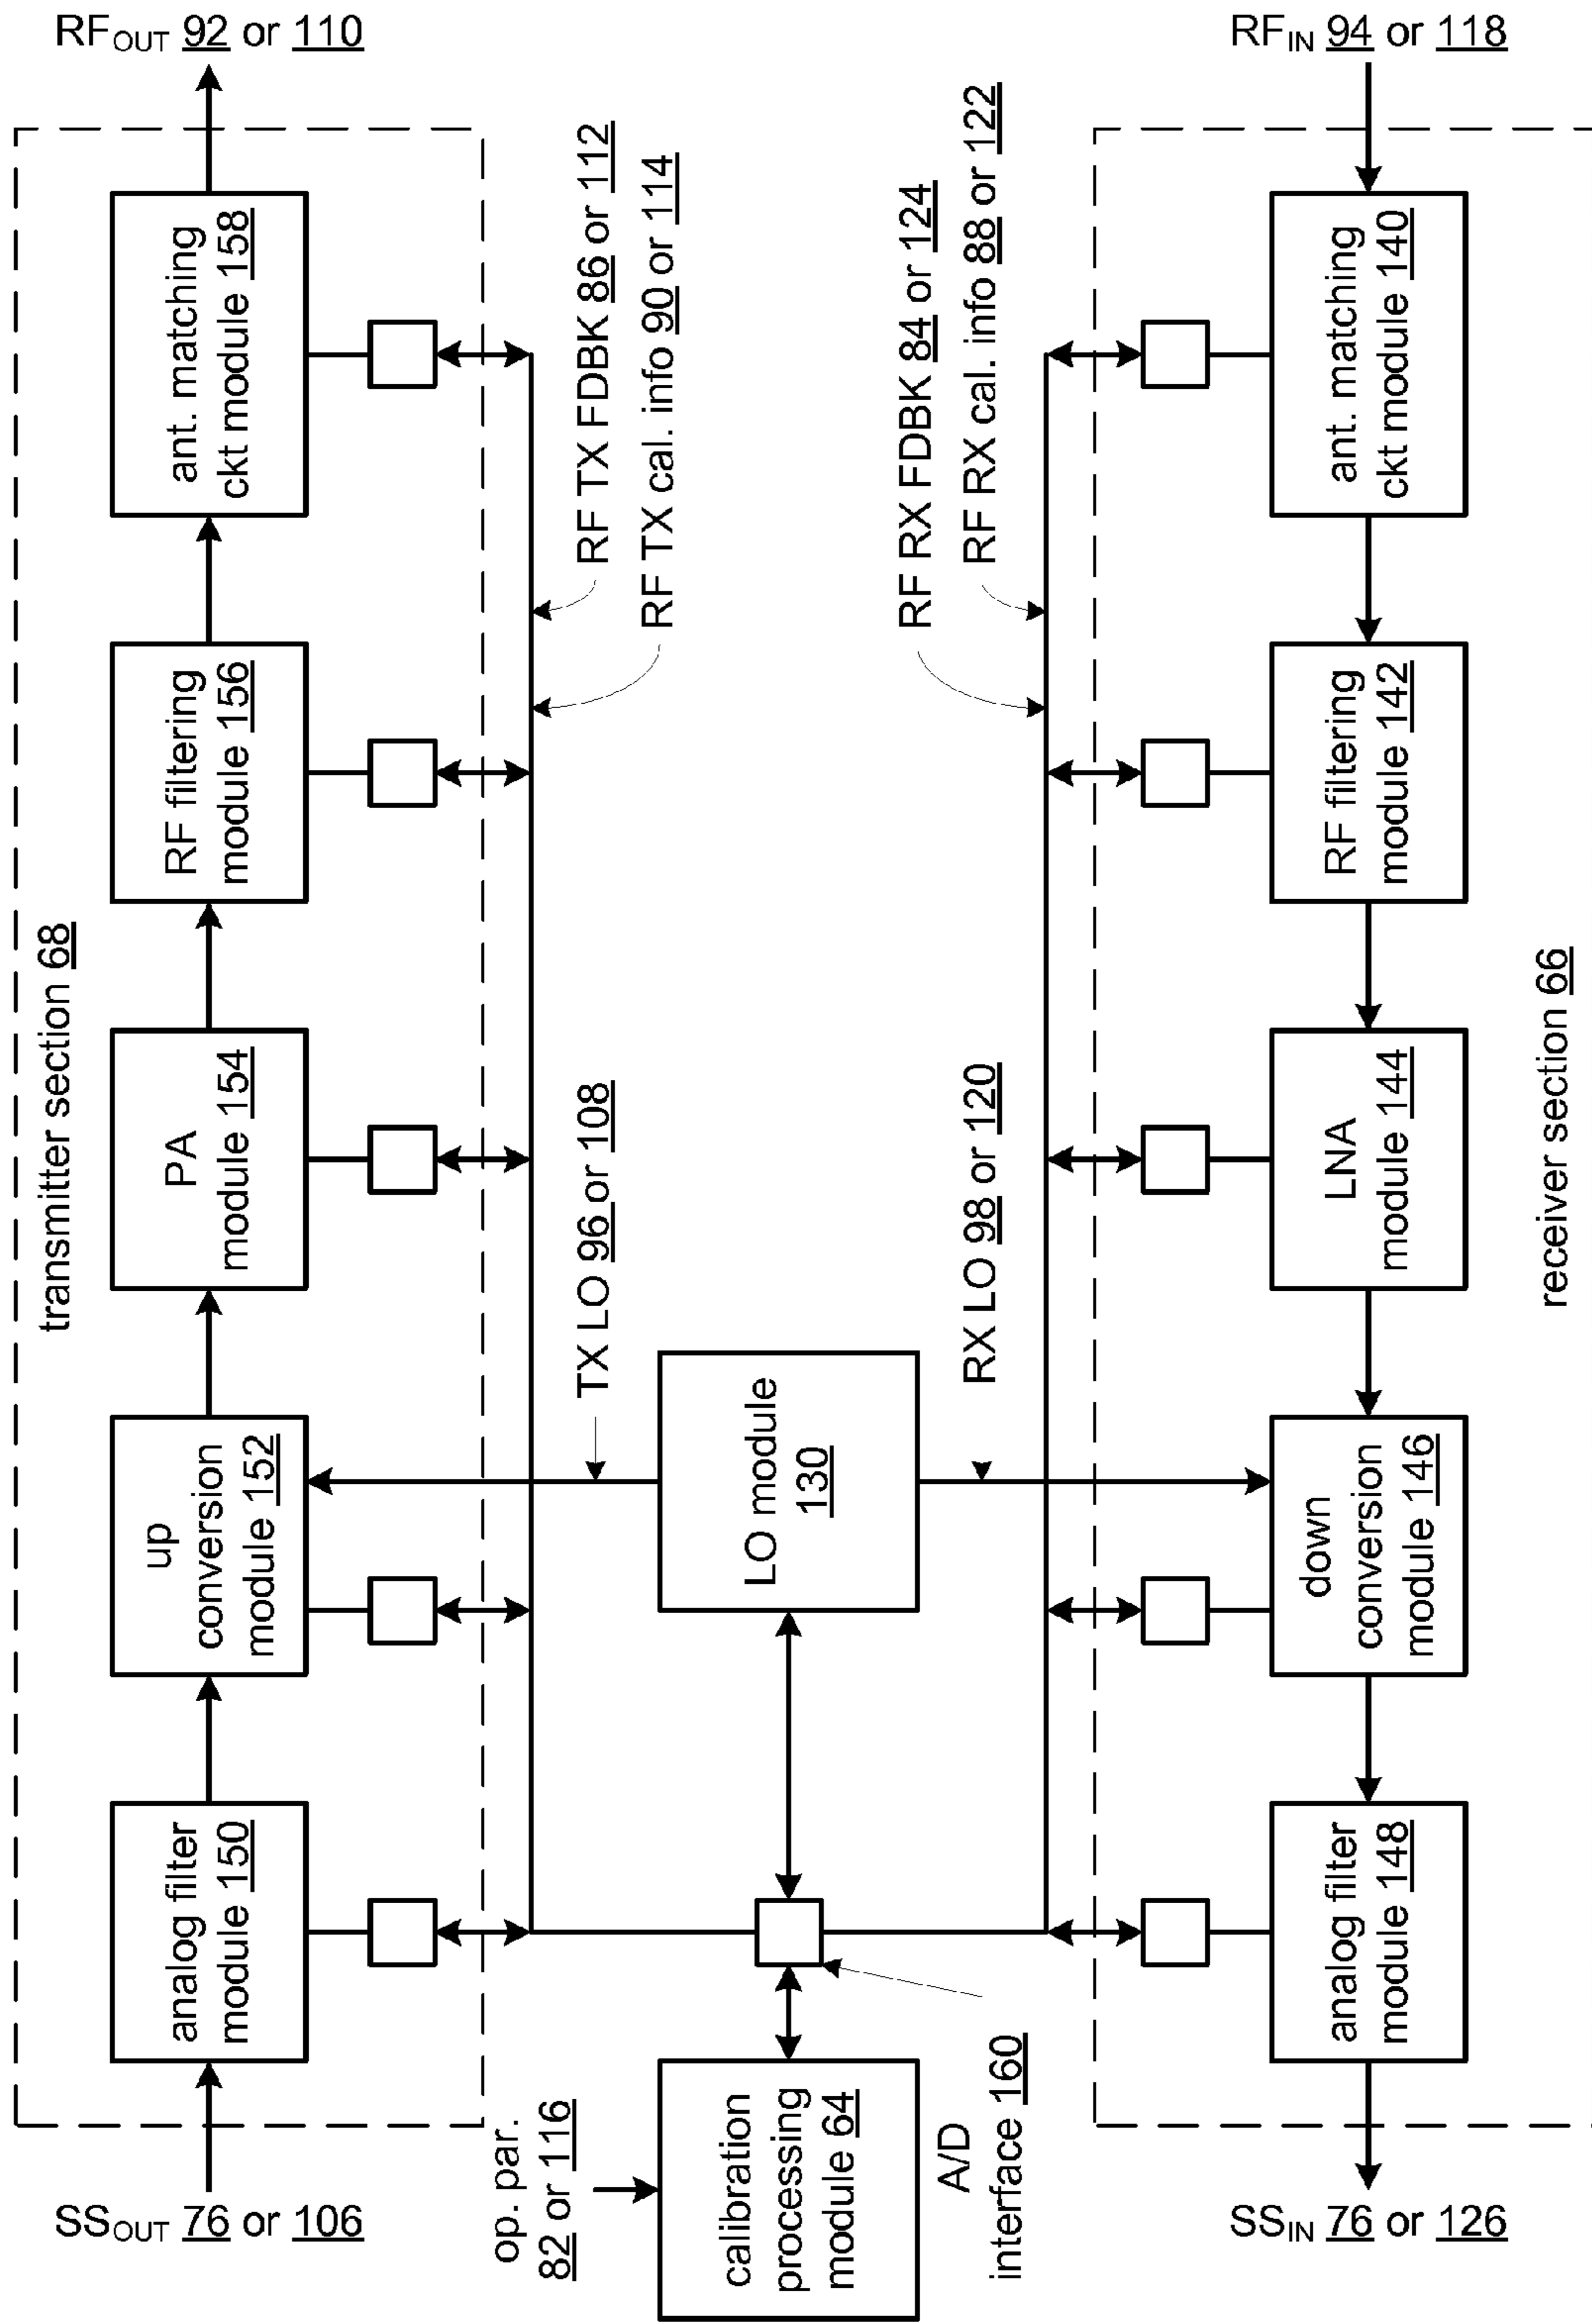 RFOUT 92 or 110
RFIN 94 or 118
transmitter section 68
ant. matching
ckt module 158
RF filtering
module 156
PA
module 154
up
conversion
module 152
analog filter
module 150
SSOUT 76 or 106
RF TX FDBK 86 or 112
RF TX cal. info 90 or 114
RF RX FDBK 84 or 124
RF RX cal. info 88 or 122
TX LO 96 or 108
RX LO 98 or 120
LO module
130
op. par.
82 or 116
calibration
processing
module 64
A/D
interface 160
ant. matching
ckt module 140
RF filtering
module 142
LNA
module 144
down
conversion
module 146
analog filter
module 148
receiver section 66
SSIN 76 or 126